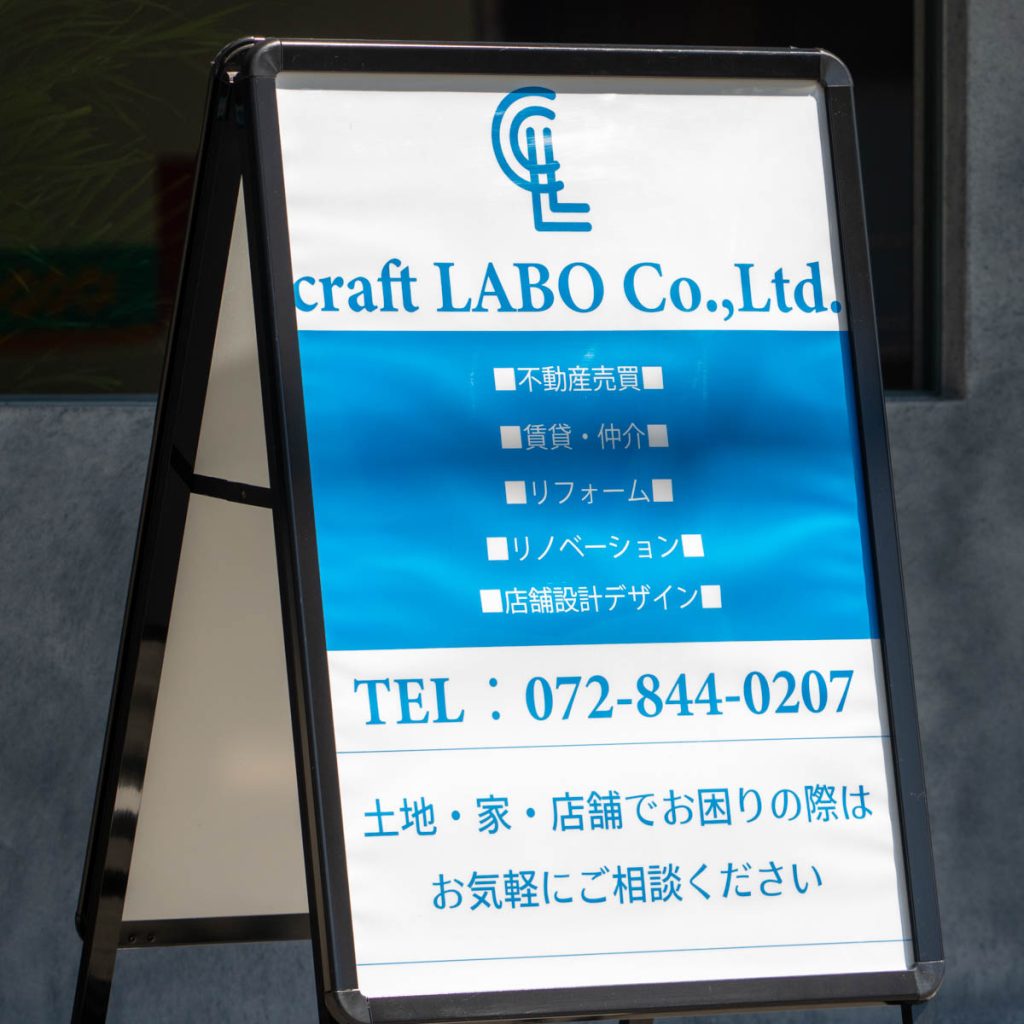 craft LABO Co.,Ltd.
■不動産売買■
■賃貸・仲介■
■リフォーム■
■リノベーション■
■店舗設計デザイン■
TEL：072-844-0207
土地・家・店舗でお困りの際は
お気軽にご相談ください